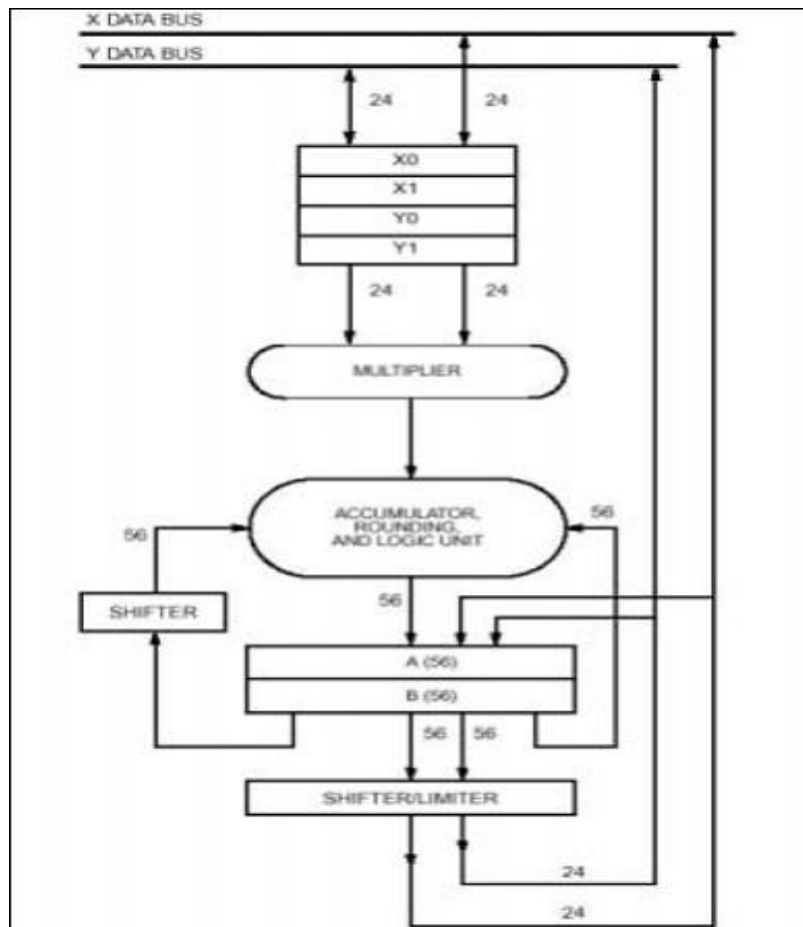 X DATA BUS
Y DATA BUS
24
24
X0
X1
Y0
Y1
24
24
MULTIPLIER
ACCUMULATOR,
ROUNDING,
AND LOGIC UNIT
56
56
56
SHIFTER
A (56)
B (56)
56
56
SHIFTER/LIMITER
24
24